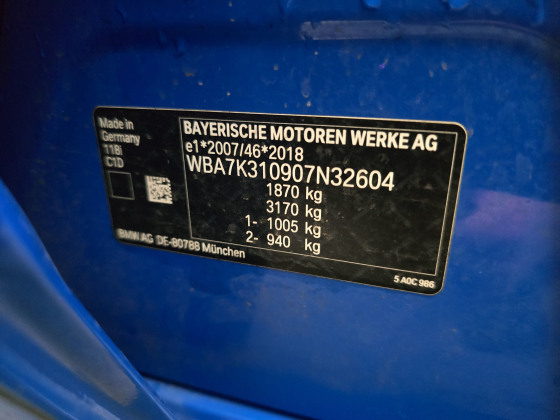 Made in
Germany
11Bi
C1D
BAYERISCHE MOTOREN WERKE AG
e1*2007/46*2018
WBA7K310907N32604
1870 kg
3170 kg
1- 1005 kg
2- 940 kg
BMW AG DE-80788 München
5 A0C 986